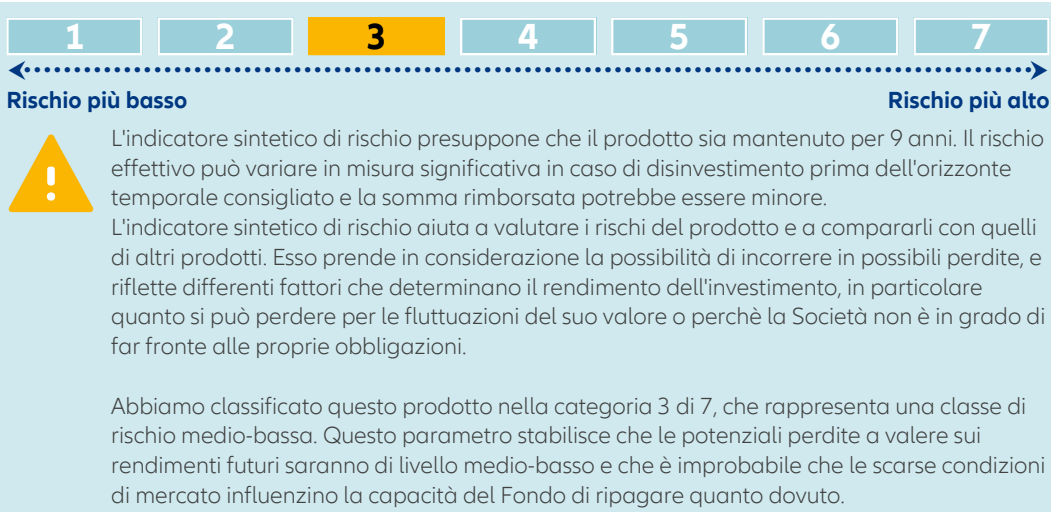 1 2 3 4 5 6 7
Rischio più basso Rischio più alto
L'indicatore sintetico di rischio presuppone che il prodotto sia mantenuto per 9 anni. Il rischio
effettivo può variare in misura significativa in caso di disinvestimento prima dell'orizzonte
temporale consigliato e la somma rimborsata potrebbe essere minore.
L'indicatore sintetico di rischio aiuta a valutare i rischi del prodotto e a compararli con quelli
di altri prodotti. Esso prende in considerazione la possibilità di incorrere in possibili perdite, e
riflette differenti fattori che determinano il rendimento dell'investimento, in particolare
quanto si può perdere per le fluttuazioni del suo valore o perchè la Società non è in grado di
far fronte alle proprie obbligazioni.
Abbiamo classificato questo prodotto nella categoria 3 di 7, che rappresenta una classe di
rischio medio-bassa. Questo parametro stabilisce che le potenziali perdite a valere sui
rendimenti futuri saranno di livello medio-basso e che è improbabile che le scarse condizioni
di mercato influenzino la capacità del Fondo di ripagare quanto dovuto.